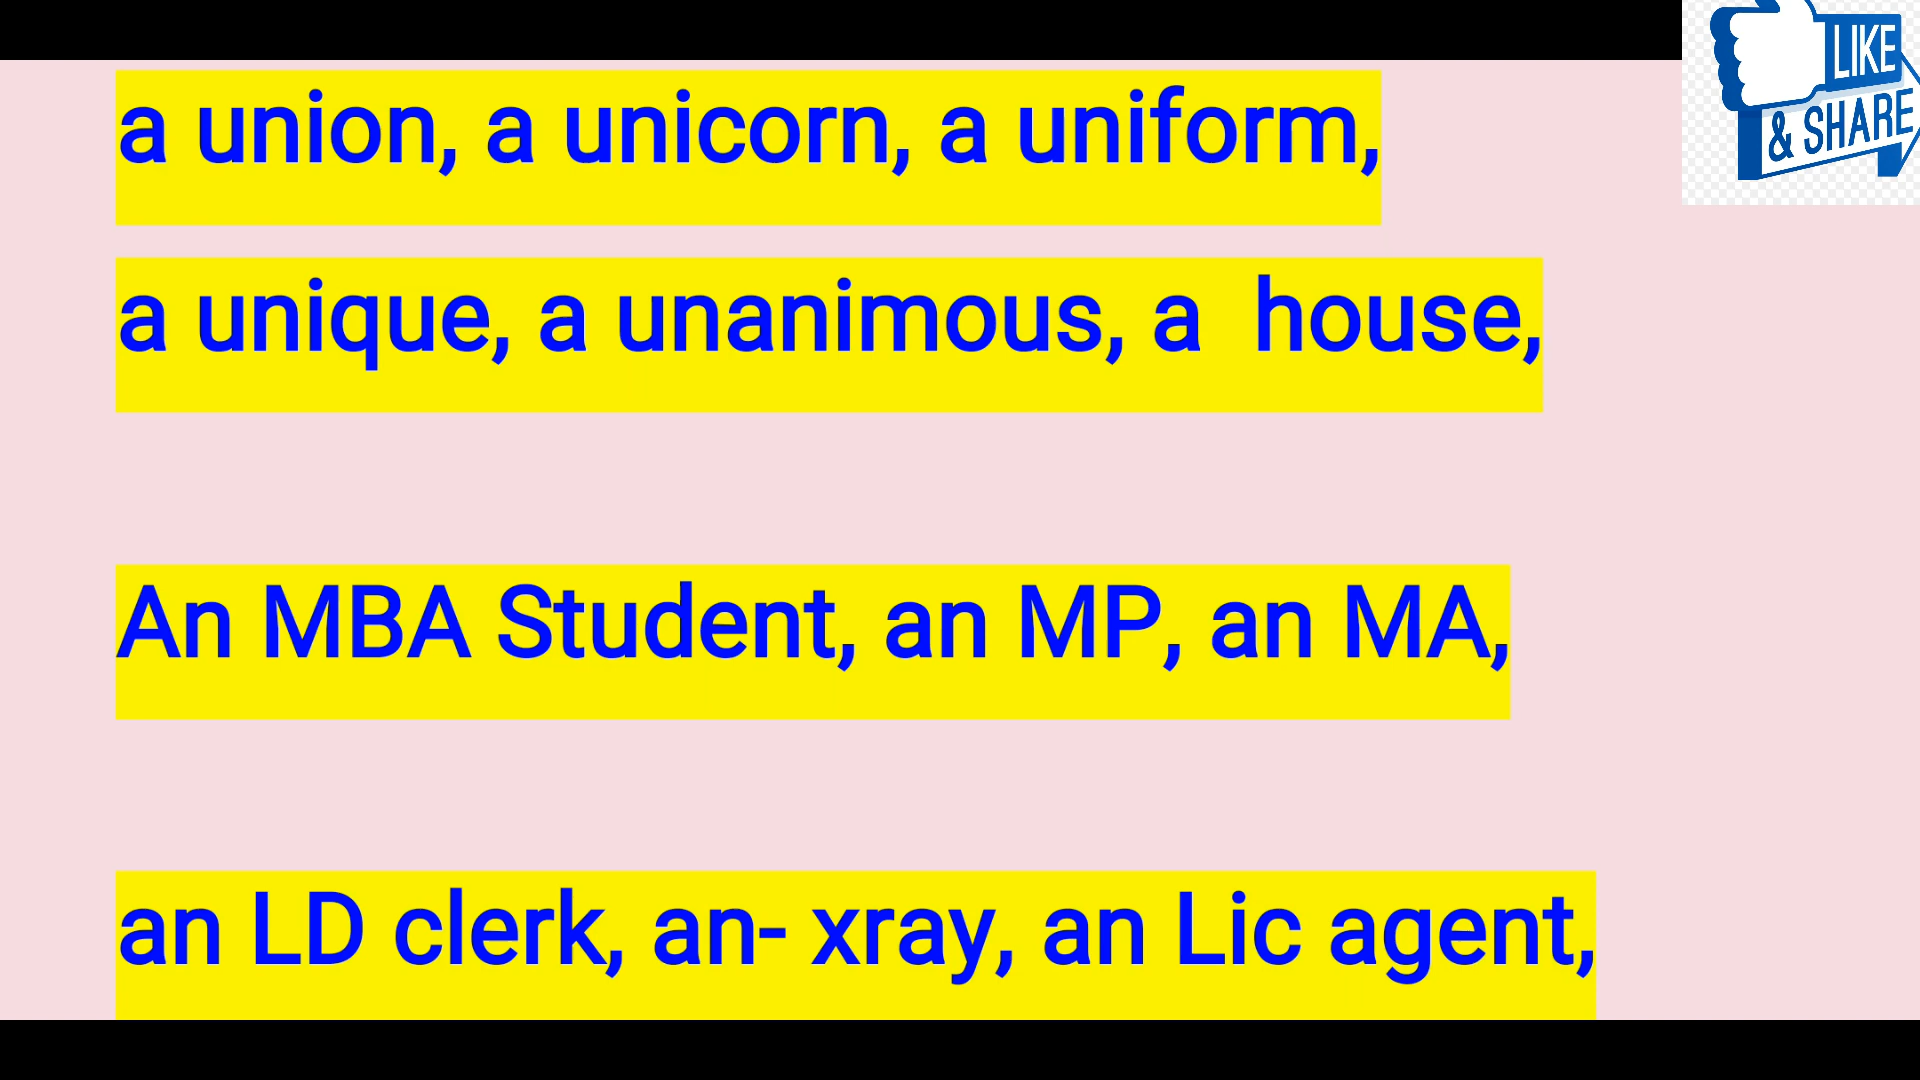 a union, a unicorn, a uniform,
LIKE
& SHARE
a unique, a unanimous, a house,
An MBA Student, an MP, an MA,
an LD clerk, an- xray, an Lic agent,